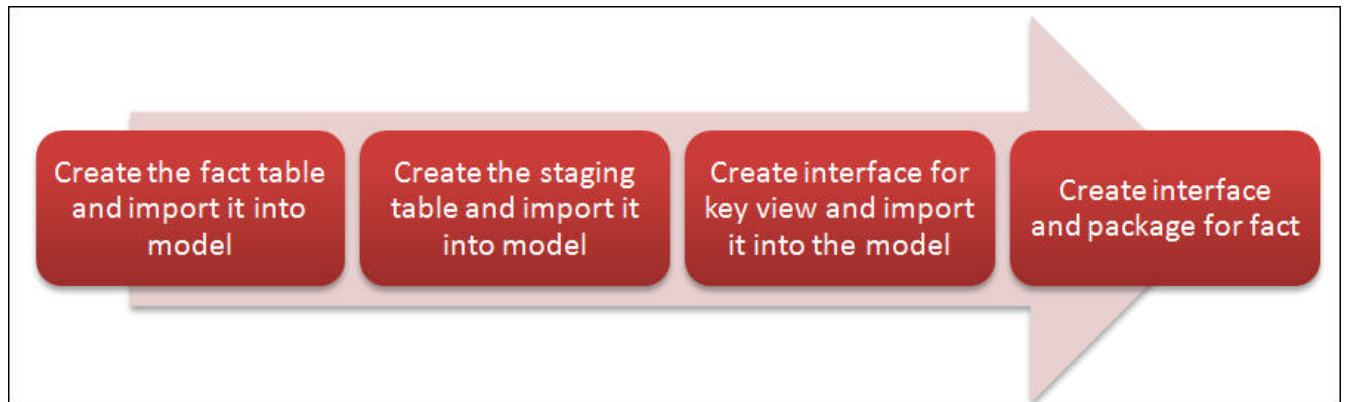 Create the fact table
and import it into
model
Create the staging
table and import it
into model
Create interface for
key view and import
it into the model
Create interface
and package for fact